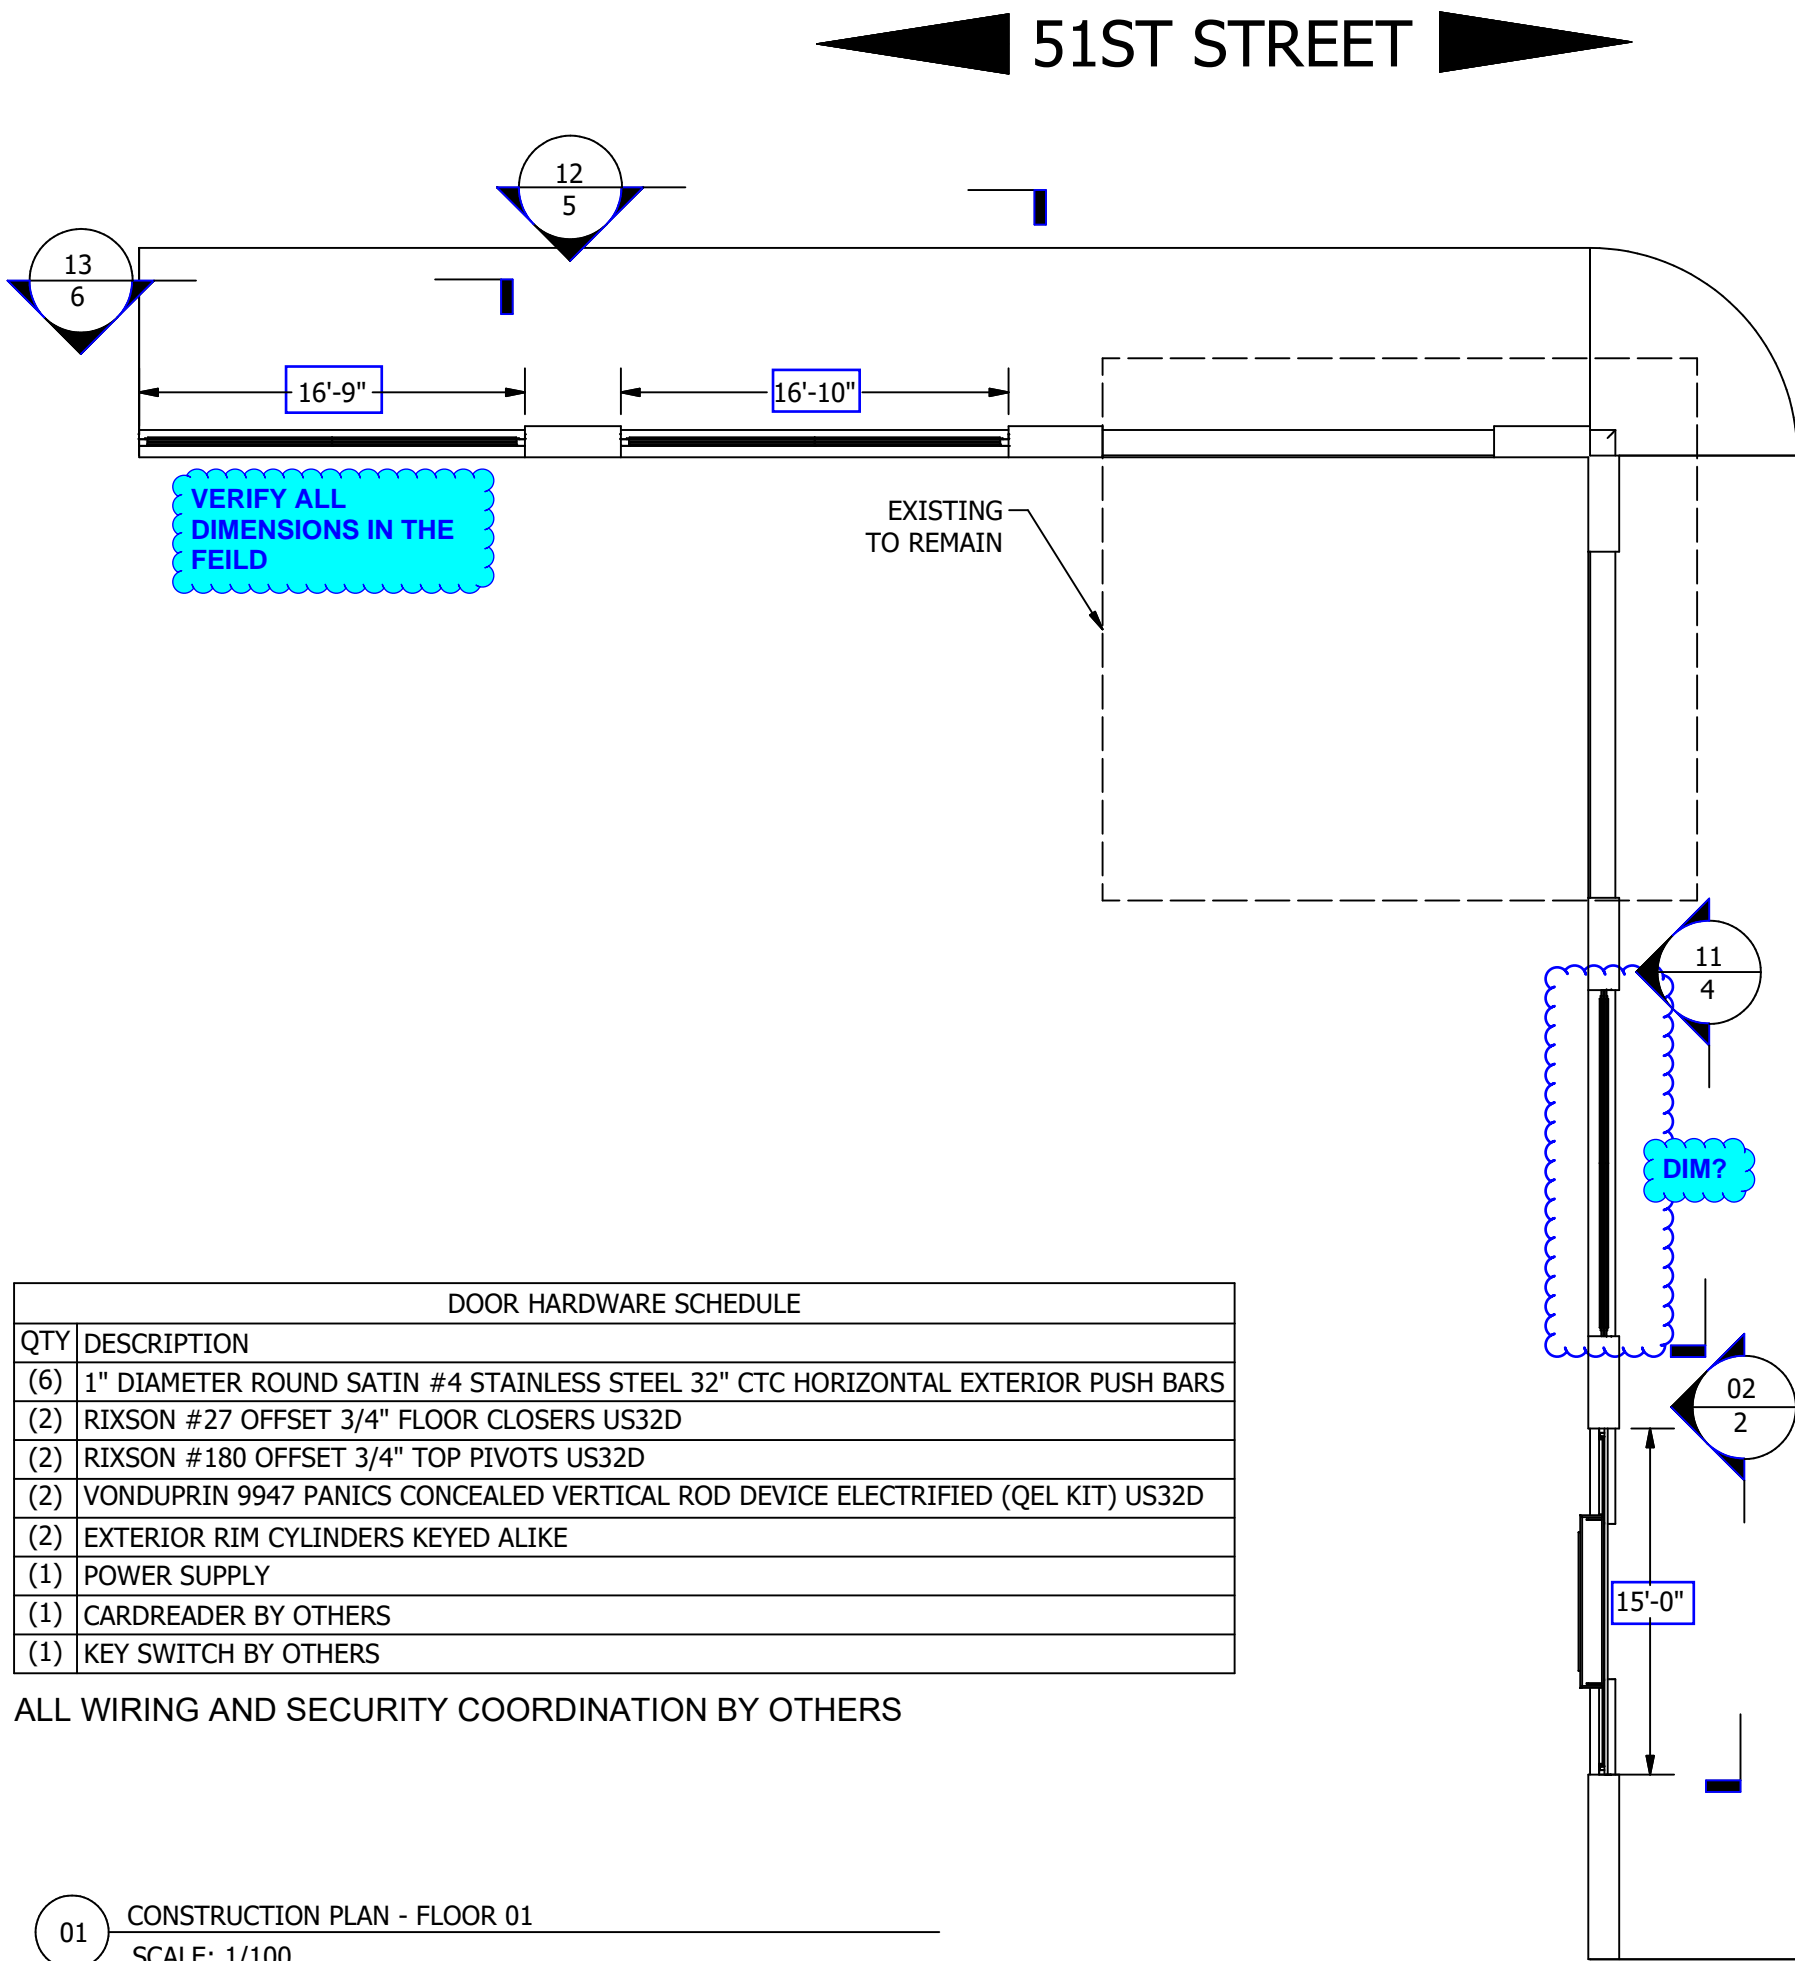 51ST STREET
12
5
13
6
16'-9"
16'-10"
VERIFY ALL
DIMENSIONS IN THE
FEILD
EXISTING
TO REMAIN
11
4
DIM?
02
2
15'-0"
DOOR HARDWARE SCHEDULE
QTY DESCRIPTION
(6) 1" DIAMETER ROUND SATIN #4 STAINLESS STEEL 32" CTC HORIZONTAL EXTERIOR PUSH BARS
(2) RIXSON #27 OFFSET 3/4" FLOOR CLOSERS US32D
(2) RIXSON #180 OFFSET 3/4" TOP PIVOTS US32D
(2) VONDUPRIN 9947 PANICS CONCEALED VERTICAL ROD DEVICE ELECTRIFIED (QEL KIT) US32D
(2) EXTERIOR RIM CYLINDERS KEYED ALIKE
(1) POWER SUPPLY
(1) CARDREADER BY OTHERS
(1) KEY SWITCH BY OTHERS
ALL WIRING AND SECURITY COORDINATION BY OTHERS
01
CONSTRUCTION PLAN - FLOOR 01
SCALE: 1/100